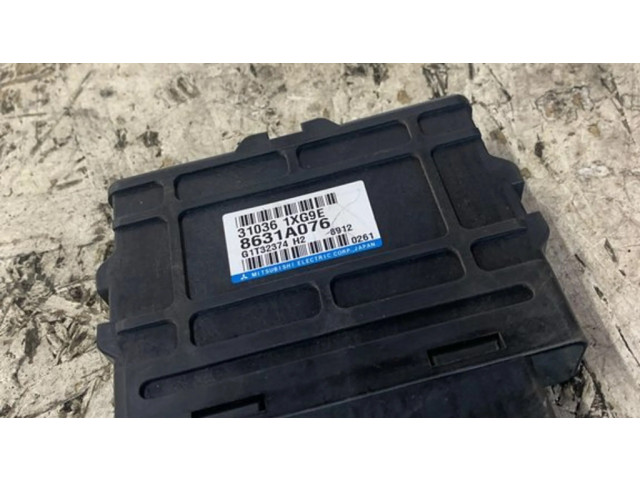 31036 1XG9E
8631A076
G1T32374 H2 8912
0261
MITSUBISHI ELECTRIC CORP. JAPAN